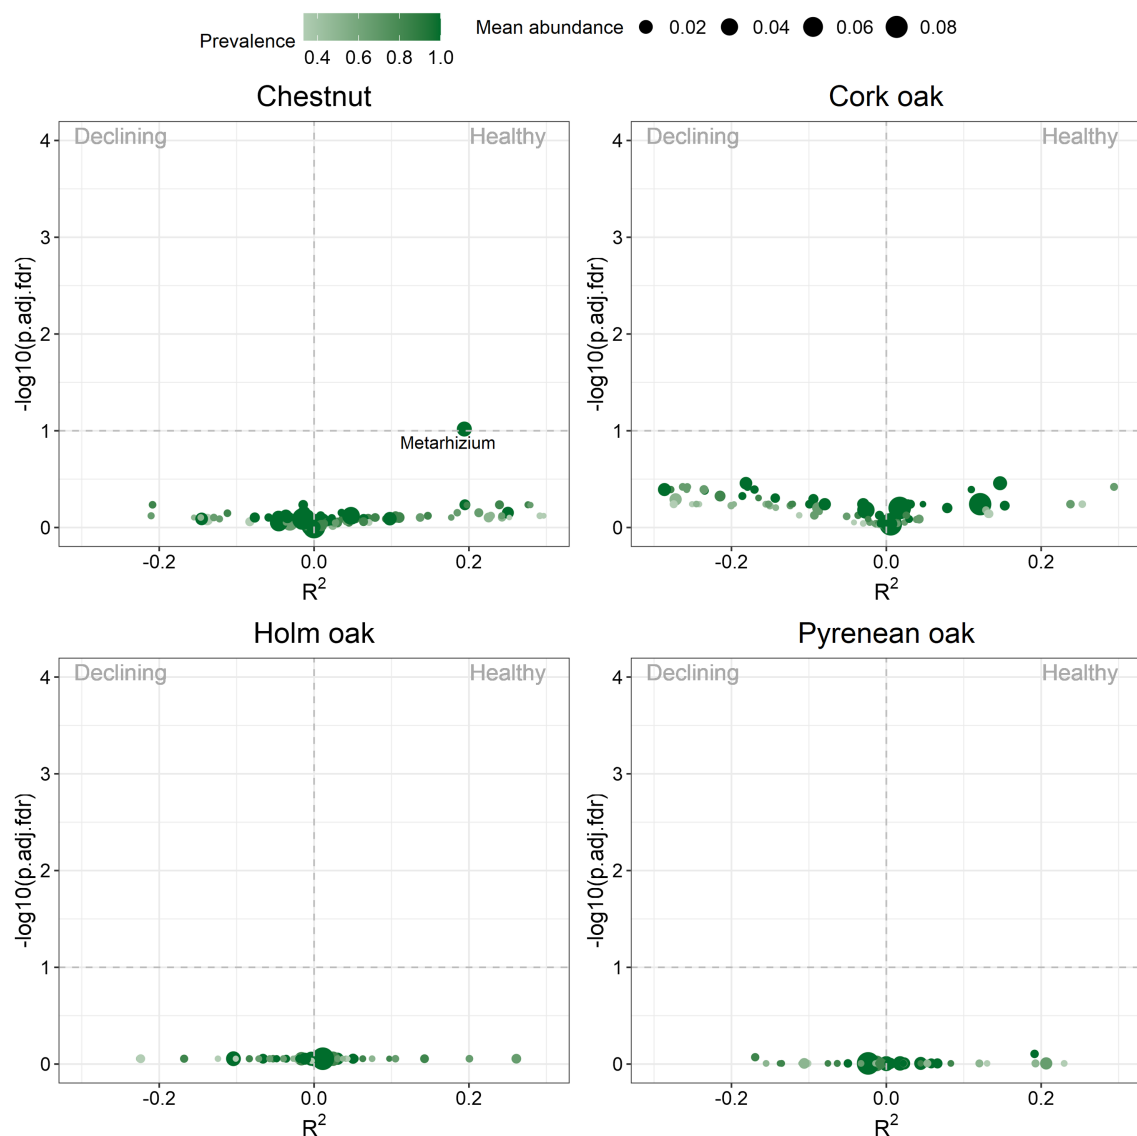 Prevalence 0.4 0.6 0.8 1.0 Mean abundance 0.02 0.04 0.06 0.08
Chestnut
Declining Healthy
4
3
2
1
0
-log10(p.adj.fdr)
Metarhizium
-0.2 0.0 0.2
R²
Cork oak
Declining Healthy
4
3
2
1
0
-log10(p.adj.fdr)
-0.2 0.0 0.2
R²
Holm oak
Declining Healthy
4
3
2
1
0
-log10(p.adj.fdr)
-0.2 0.0 0.2
R²
Pyrenean oak
Declining Healthy
4
3
2
1
0
-log10(p.adj.fdr)
-0.2 0.0 0.2
R²